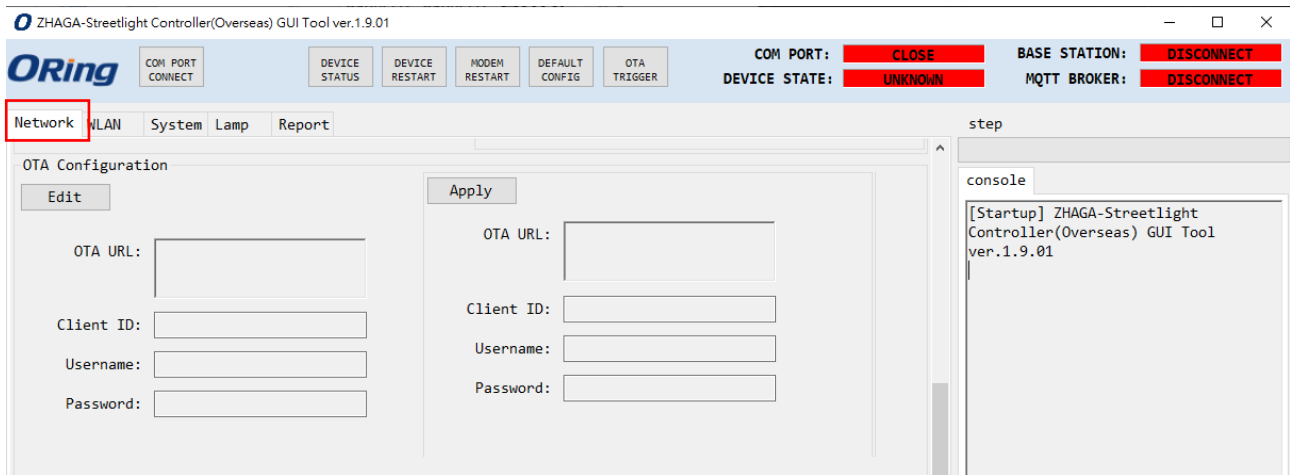 ZHAGA-Streetlight Controller(Overseas) GUI Tool ver.1.9.01
ORing
COM PORT
CONNECT
DEVICE
STATUS
DEVICE
RESTART
MODEM
RESTART
DEFAULT
CONFIG
OTA
TRIGGER
COM PORT: CLOSE
DEVICE STATE: UNKNOWN
BASE STATION: DISCONNECT
MQTT BROKER: DISCONNECT
Network WLAN System Lamp Report
OTA Configuration
Edit
OTA URL:
Client ID:
Username:
Password:
Apply
OTA URL:
Client ID:
Username:
Password:
step
console
[Startup] ZHAGA-Streetlight
Controller(Overseas) GUI Tool
ver.1.9.01